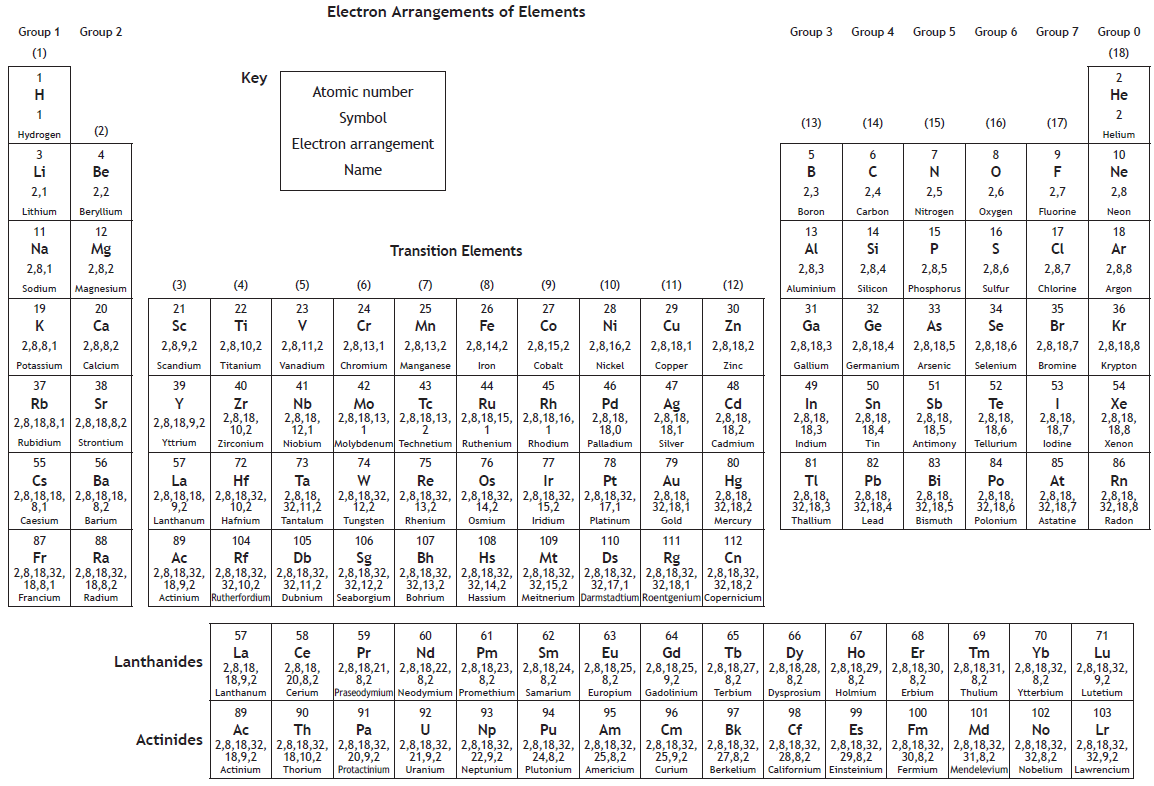 Electron Arrangements of Elements
Group 1 Group 2 Group 3 Group 4 Group 5 Group 6 Group 7 Group 0
(1) (18)
Key
Atomic number
Symbol
Electron arrangement
Name
1 2
H He
1 2
Hydrogen Helium
(2) (13) (14) (15) (16) (17)
3 4 5 6 7 8 9 10
Li Be B C N O F Ne
2,1 2,2 2,3 2,4 2,5 2,6 2,7 2,8
Lithium Beryllium Boron Carbon Nitrogen Oxygen Fluorine Neon
11 12 13 14 15 16 17 18
Na Mg Al Si P S Cl Ar
2,8,1 2,8,2 2,8,3 2,8,4 2,8,5 2,8,6 2,8,7 2,8,8
Sodium Magnesium Aluminium Silicon Phosphorus Sulfur Chlorine Argon
Transition Elements
(3) (4) (5) (6) (7) (8) (9) (10) (11) (12)
19 20 21 22 23 24 25 26 27 28 29 30 31 32 33 34 35 36
K Ca Sc Ti V Cr Mn Fe Co Ni Cu Zn Ga Ge As Se Br Kr
2,8,8,1 2,8,8,2 2,8,9,2 2,8,10,2 2,8,11,2 2,8,13,1 2,8,13,2 2,8,14,2 2,8,15,2 2,8,16,2 2,8,18,1 2,8,18,2 2,8,18,3 2,8,18,4 2,8,18,5 2,8,18,6 2,8,18,7 2,8,18,8
Potassium Calcium Scandium Titanium Vanadium Chromium Manganese Iron Cobalt Nickel Copper Zinc Gallium Germanium Arsenic Selenium Bromine Krypton
37 38 39 40 41 42 43 44 45 46 47 48 49 50 51 52 53 54
Rb Sr Y Zr Nb Mo Tc Ru Rh Pd Ag Cd In Sn Sb Te I Xe
2,8,18,8,1 2,8,18,8,2 2,8,18,9,2 2,8,18, 2,8,18, 2,8,18,13, 2,8,18,13, 2,8,18,15, 2,8,18,16, 2,8,18, 2,8,18, 2,8,18, 2,8,18, 2,8,18, 2,8,18, 2,8,18, 2,8,18, 2,8,18,
10,2 12,1 1 2 1 1 18,0 18,1 18,2 18,3 18,4 18,5 18,6 18,7 18,8
Rubidium Strontium Yttrium Zirconium Niobium Molybdenum Technetium Ruthenium Rhodium Palladium Silver Cadmium Indium Tin Antimony Tellurium Iodine Xenon
55 56 57 72 73 74 75 76 77 78 79 80 81 82 83 84 85 86
Cs Ba La Hf Ta W Re Os Ir Pt Au Hg Tl Pb Bi Po At Rn
2,8,18,18, 2,8,18,18, 2,8,18,18, 2,8,18,32, 2,8,18, 2,8,18,32, 2,8,18,32, 2,8,18,32, 2,8,18,32, 2,8,18,32, 2,8,18, 2,8,18, 2,8,18, 2,8,18, 2,8,18, 2,8,18, 2,8,18, 2,8,18,
8,1 8,2 9,2 10,2 32,11,2 12,2 13,2 14,2 15,2 17,1 32,18,1 32,18,2 32,18,3 32,18,4 32,18,5 32,18,6 32,18,7 32,18,8
Caesium Barium Lanthanum Hafnium Tantalum Tungsten Rhenium Osmium Iridium Platinum Gold Mercury Thallium Lead Bismuth Polonium Astatine Radon
87 88 89 104 105 106 107 108 109 110 111 112
Fr Ra Ac Rf Db Sg Bh Hs Mt Ds Rg Cn
2,8,18,32, 2,8,18,32, 2,8,18,32, 2,8,18,32, 2,8,18,32, 2,8,18,32, 2,8,18,32, 2,8,18,32, 2,8,18,32, 2,8,18,32, 2,8,18,32, 2,8,18,32,
18,8,1 18,8,2 18,9,2 32,10,2 32,11,2 32,12,2 32,13,2 32,14,2 32,15,2 32,17,1 32,18,1 32,18,2
Francium Radium Actinium Rutherfordium Dubnium Seaborgium Bohrium Hassium Meitnerium Darmstadtium Roentgenium Copernicium
Lanthanides
57 58 59 60 61 62 63 64 65 66 67 68 69 70 71
La Ce Pr Nd Pm Sm Eu Gd Tb Dy Ho Er Tm Yb Lu
2,8,18, 2,8,18, 2,8,18,21, 2,8,18,22, 2,8,18,23, 2,8,18,24, 2,8,18,25, 2,8,18,25, 2,8,18,27, 2,8,18,28, 2,8,18,29, 2,8,18,30, 2,8,18,31, 2,8,18,32, 2,8,18,32,
18,9,2 20,8,2 8,2 8,2 8,2 8,2 8,2 9,2 8,2 8,2 8,2 8,2 8,2 8,2 9,2
Lanthanum Cerium Praseodymium Neodymium Promethium Samarium Europium Gadolinium Terbium Dysprosium Holmium Erbium Thulium Ytterbium Lutetium
Actinides
89 90 91 92 93 94 95 96 97 98 99 100 101 102 103
Ac Th Pa U Np Pu Am Cm Bk Cf Es Fm Md No Lr
2,8,18,32, 2,8,18,32, 2,8,18,32, 2,8,18,32, 2,8,18,32, 2,8,18,32, 2,8,18,32, 2,8,18,32, 2,8,18,32, 2,8,18,32, 2,8,18,32, 2,8,18,32, 2,8,18,32, 2,8,18,32, 2,8,18,32,
18,9,2 18,10,2 20,9,2 21,9,2 22,9,2 24,8,2 25,8,2 25,9,2 27,8,2 28,8,2 29,8,2 30,8,2 31,8,2 32,8,2 32,9,2
Actinium Thorium Protactinium Uranium Neptunium Plutonium Americium Curium Berkelium Californium Einsteinium Fermium Mendelevium Nobelium Lawrencium